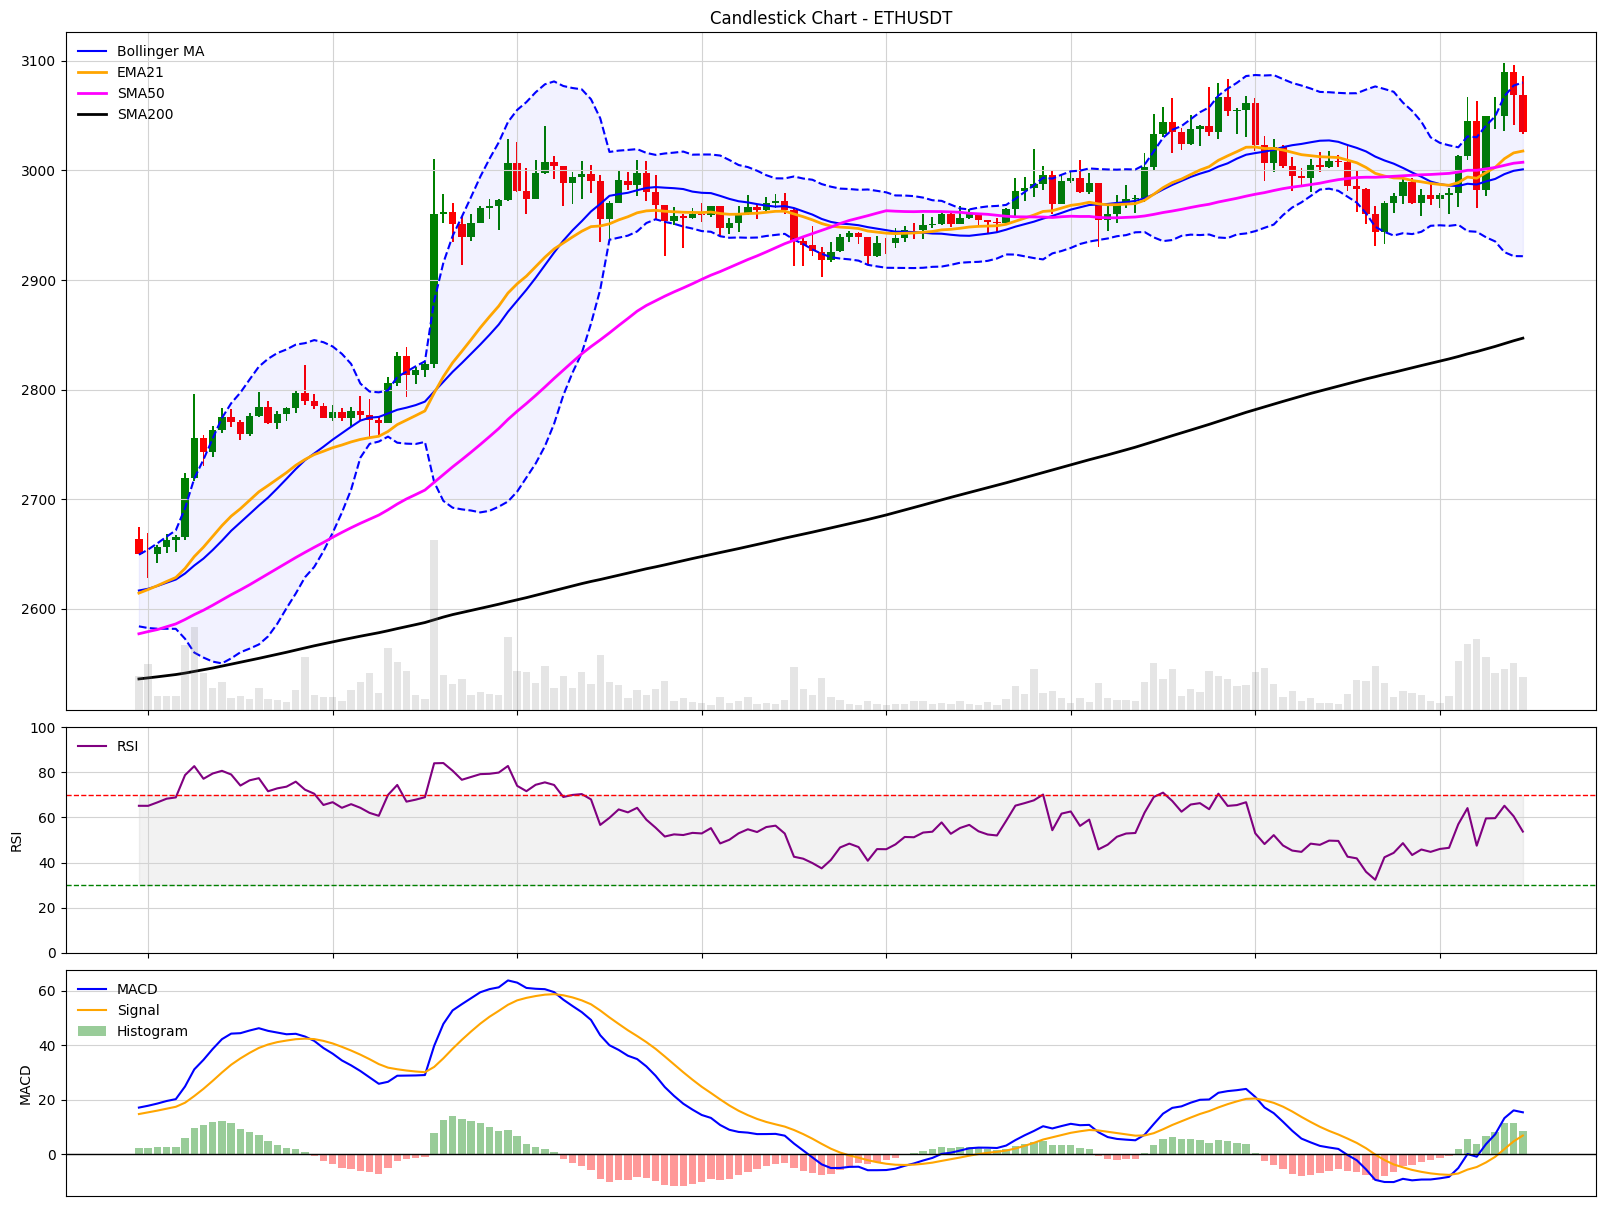 Candlestick Chart - ETHUSDT
Bollinger MA
EMA21
SMA50
SMA200
3100
3000
2900
2800
2700
2600
RSI
100
80
60
40
20
0
RSI
MACD
Signal
Histogram
60
40
20
0
MACD